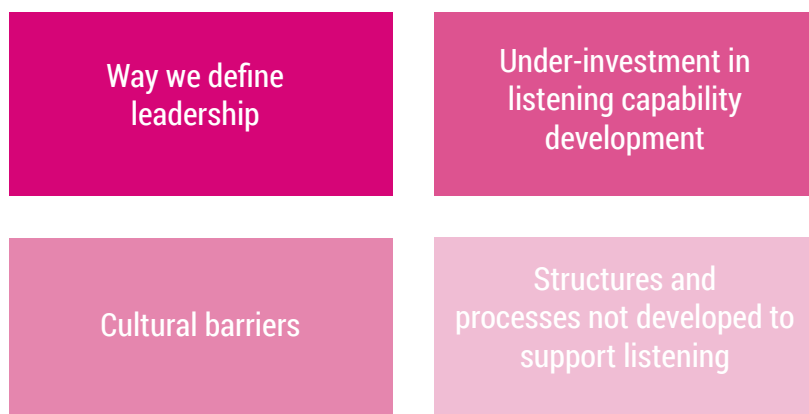 Way we define
leadership
Under-investment in
listening capability
development
Cultural barriers
Structures and
processes not developed to
support listening